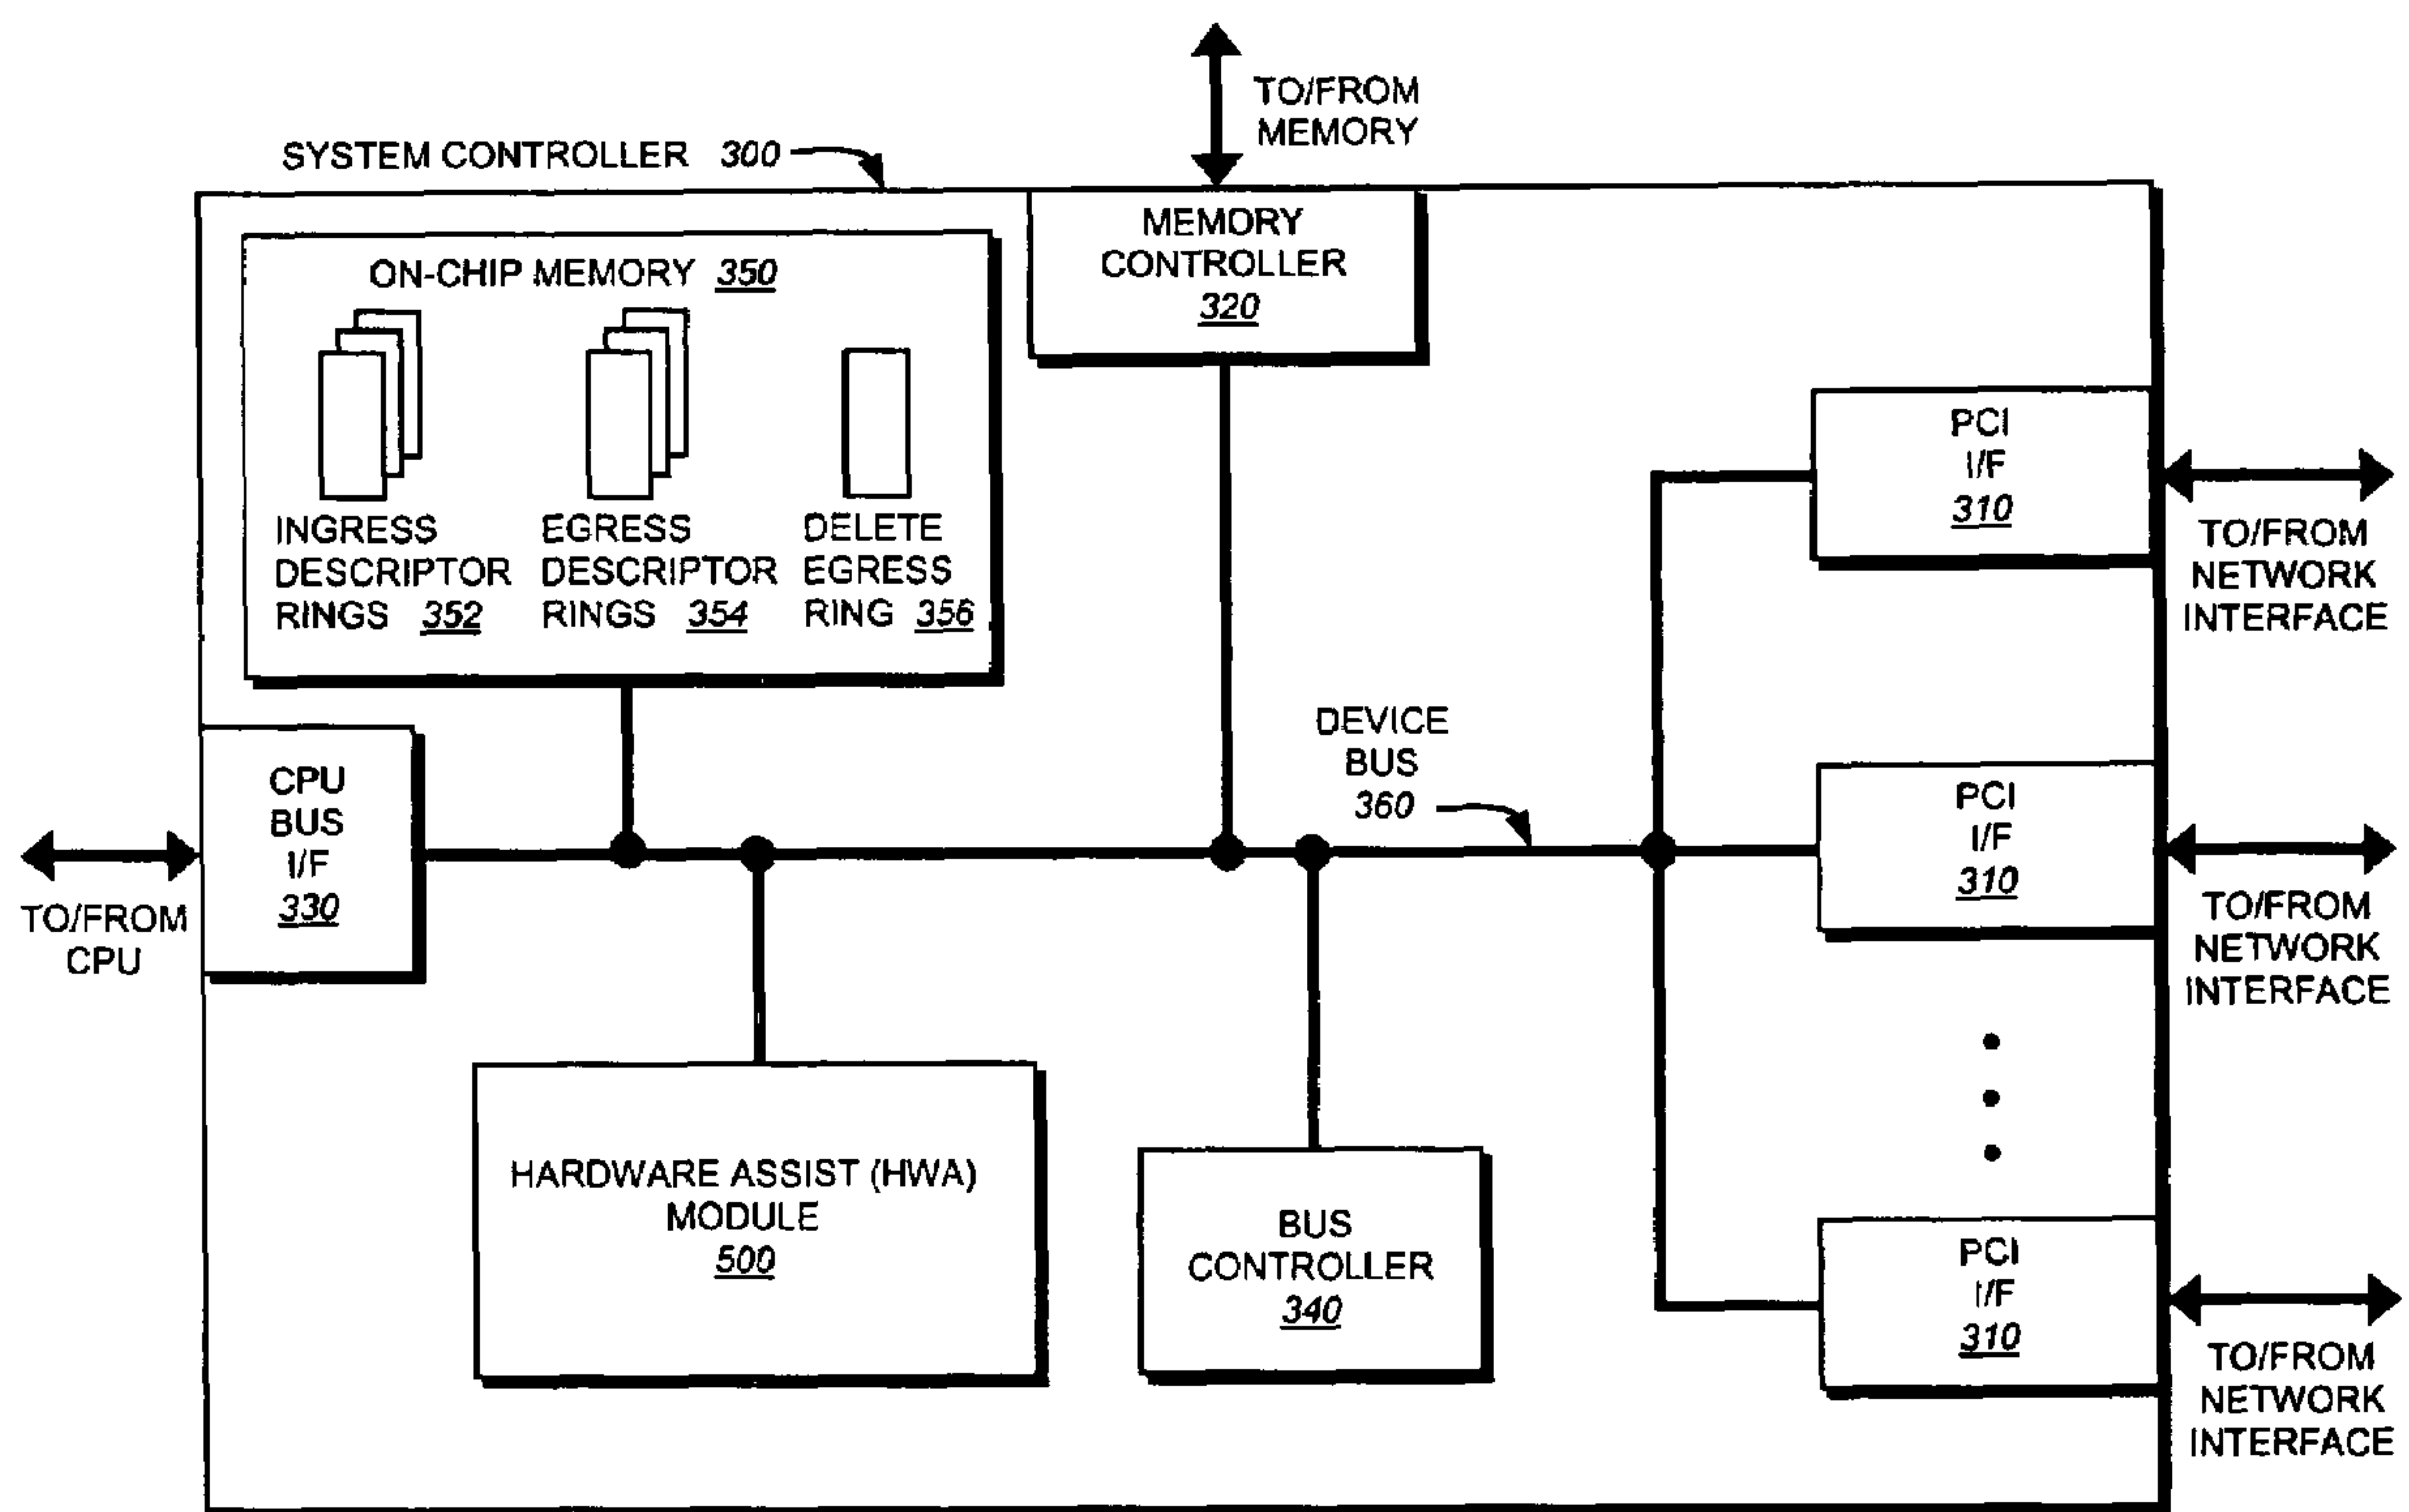 TO/FROM
MEMORY
SYSTEM CONTROLLER 300
MEMORY
CONTROLLER
320
ON-CHIP MEMORY 350
INGRESS
DESCRIPTOR
RINGS 352
EGRESS
DESCRIPTOR
RINGS 354
DELETE
EGRESS
RING 356
PCI
I/F
310
TO/FROM
NETWORK
INTERFACE
DEVICE
BUS
360
CPU
BUS
I/F
330
TO/FROM
CPU
PCI
I/F
310
TO/FROM
NETWORK
INTERFACE
HARDWARE ASSIST (HWA)
MODULE
500
BUS
CONTROLLER
340
PCI
I/F
310
TO/FROM
NETWORK
INTERFACE